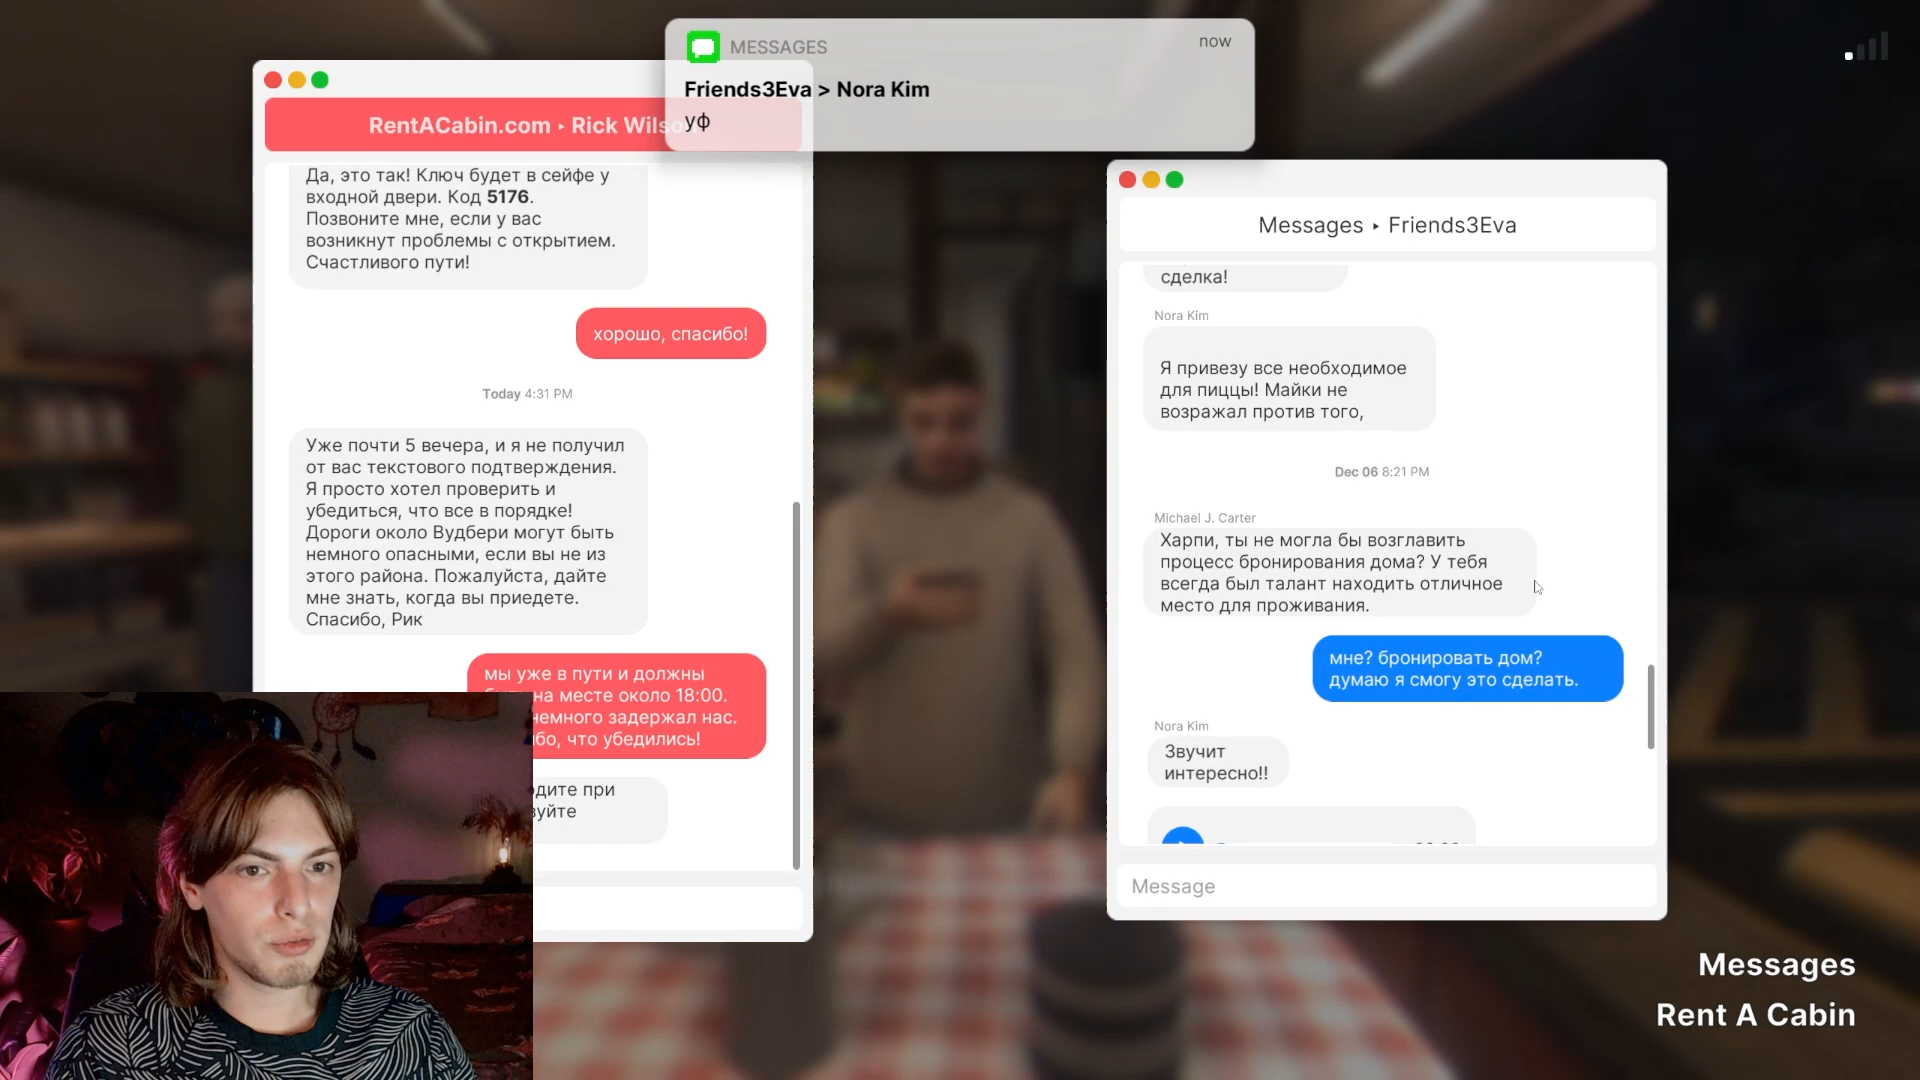 MESSAGES
now
Friends3Eva > Nora Kim
уф
RentACabin.com ‣ Rick Wilson
Да, это так! Ключ будет в сейфе у
входной двери. Код 5176.
Позвоните мне, если у вас
возникнут проблемы с открытием.
Счастливого пути!
хорошо, спасибо!
Today 4:31 PM
Уже почти 5 вечера, и я не получил
от вас текстового подтверждения.
Я просто хотел проверить и
убедиться, что все в порядке!
Дороги около Вудбери могут быть
немного опасными, если вы не из
этого района. Пожалуйста, дайте
мне знать, когда вы приедете.
Спасибо, Рик
мы уже в пути и должны
на месте около 18:00.
немного задержал нас.
что убедились!
при
Messages ‣ Friends3Eva
сделка!
Nora Kim
Я привезу все необходимое
для пиццы! Майки не
возражал против того,
Dec 06 8:21 PM
Michael J. Carter
Харпи, ты не могла бы возглавить
процесс бронирования дома? У тебя
всегда был талант находить отличное
место для проживания.
мне? бронировать дом?
думаю я смогу это сделать.
Nora Kim
Звучит
интересно!!
Message
Messages
Rent A Cabin